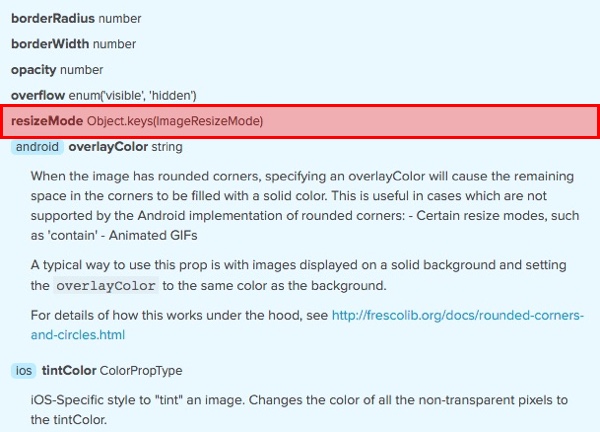 borderRadius number
borderWidth number
opacity number
overflow enum('visible', 'hidden')
resizeMode Object.keys(ImageResizeMode)
android overlayColor string
When the image has rounded corners, specifying an overlayColor will cause the remaining
space in the corners to be filled with a solid color. This is useful in cases which are not
supported by the Android implementation of rounded corners: - Certain resize modes, such
as 'contain' - Animated GIFs
A typical way to use this prop is with images displayed on a solid background and setting
the overlayColor to the same color as the background.
For details of how this works under the hood, see http://frescolib.org/docs/rounded-corners-
and-circles.html
ios tintColor ColorPropType
iOS-Specific style to "tint" an image. Changes the color of all the non-transparent pixels to
the tintColor.